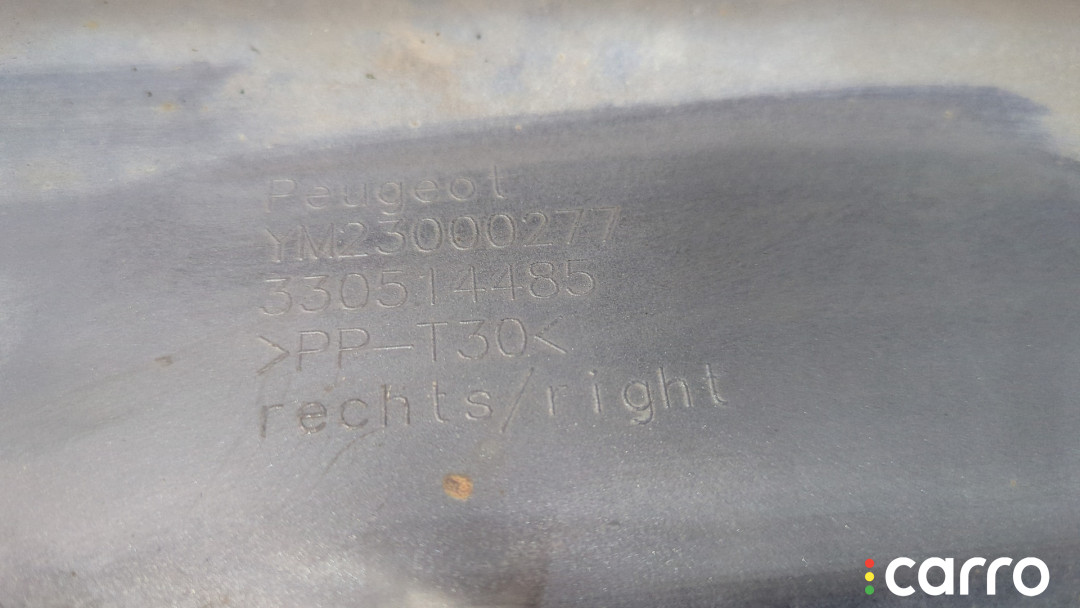 Peugeot
YM23000277
330514485
>PP-T30<
rechts/right
carro